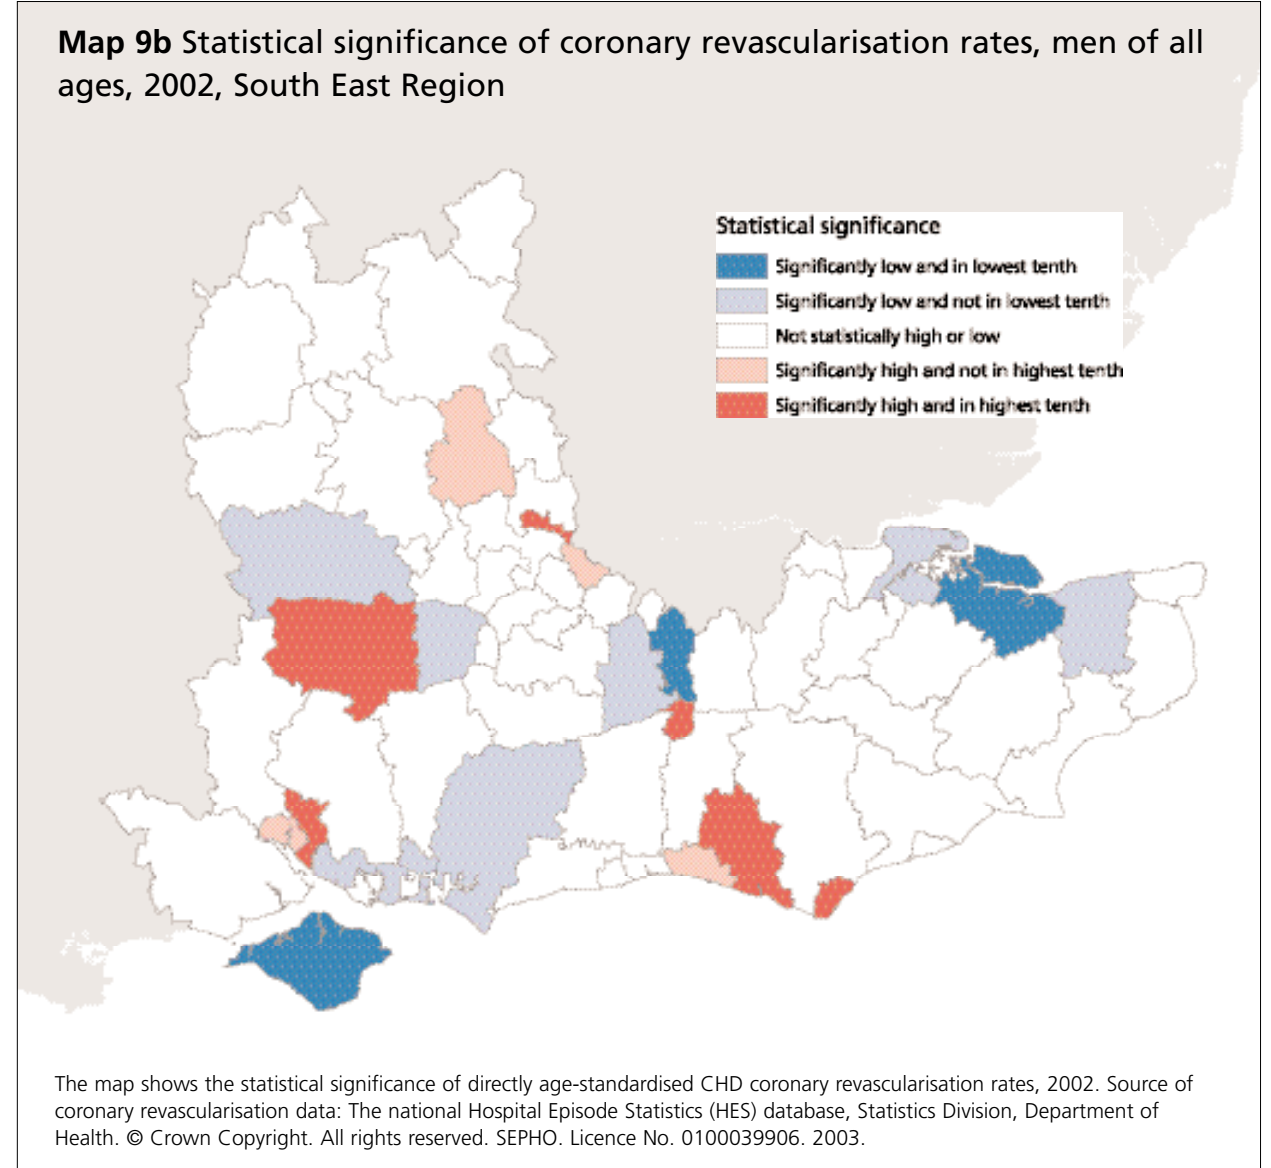 Map 9b Statistical significance of coronary revascularisation rates, men of all
ages, 2002, South East Region
Statistical significance
Significantly low and in lowest tenth
Significantly low and not in lowest tenth
Not statistically high or low
Significantly high and not in highest tenth
Significantly high and in highest tenth
The map shows the statistical significance of directly age-standardised CHD coronary revascularisation rates, 2002. Source of
coronary revascularisation data: The national Hospital Episode Statistics (HES) database, Statistics Division, Department of
Health. © Crown Copyright. All rights reserved. SEPHO. Licence No. 0100039906. 2003.